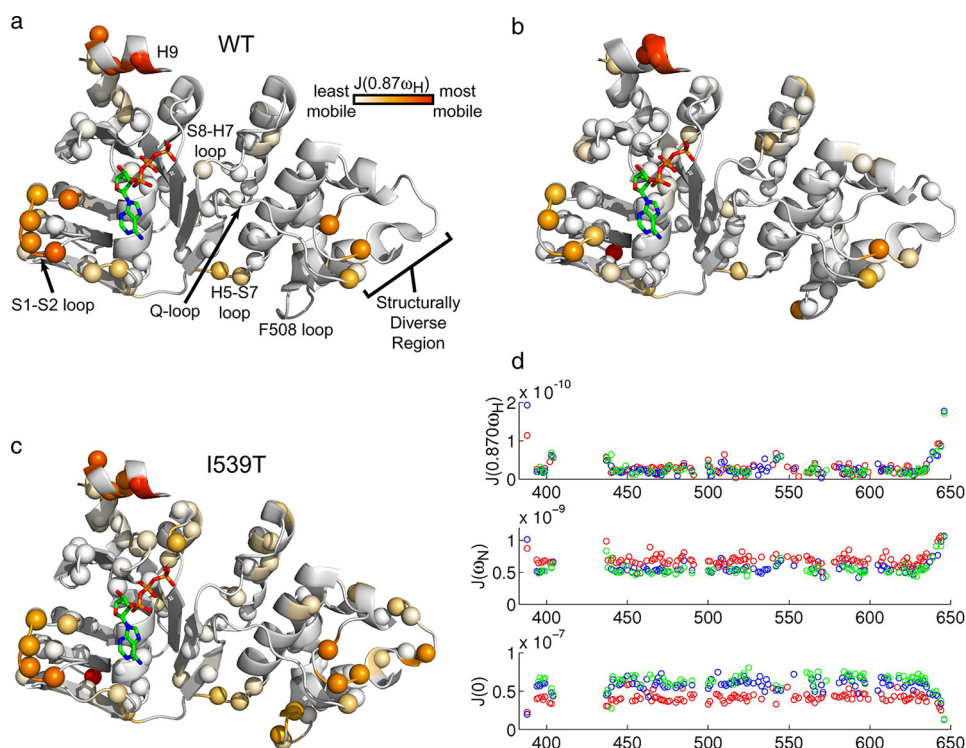 a
WT
H9
J(0.87ωH)
least mobile
most mobile
S8-H7 loop
S1-S2 loop
Q-loop
H5-S7 loop
F508 loop
Structurally Diverse Region
b
c
I539T
d
x 10^-10
J(0.870ωH)
2
1
0
400 450 500 550 600 650
x 10^-9
J(ωN)
1
0.5
0
400 450 500 550 600 650
x 10^-7
J(0)
1
0.5
0
400 450 500 550 600 650